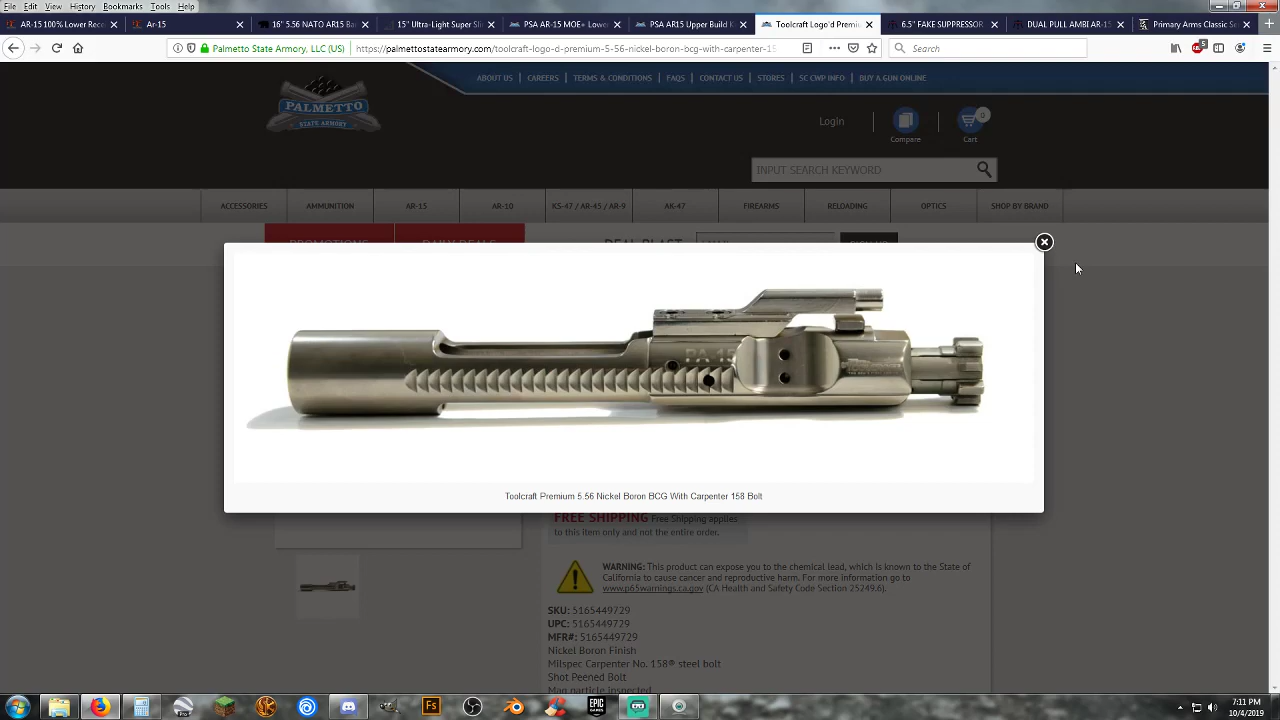 File Edit View History Bookmarks Tools Help
AR-15 100% Lower Rece
Ar-15
16" 5.56 NATO AR15 Ba
15" Ultra-Light Super Sli
PSA AR-15 MOE+ Lower
PSA AR15 Upper Build K
Toolcraft Logo'd Premi
6.5" FAKE SUPPRESSOR
DUAL PULL AMBI AR-15
Primary Arms Classic Se
Palmetto State Armory, LLC (US)
https://palmettostatearmory.com/toolcraft-logo-d-premium-5-56-nickel-boron-bcg-with-carpenter-15
Search
5
ABOUT US | CAREERS | TERMS & CONDITIONS | FAQS | CONTACT US | STORES | SC CWP INFO | BUY A GUN ONLINE
PALMETTO
STATE ARMORY
Login
0
Compare
Cart
INPUT SEARCH KEYWORD
ACCESSORIES
AMMUNITION
AR-15
AR-10
KS-47 / AR-45 / AR-9
AK-47
FIREARMS
RELOADING
OPTICS
SHOP BY BRAND
PROMOTIONS
DAILY DEALS
DEAL BLAST
PA-15
Toolcraft Premium 5.56 Nickel Boron BCG With Carpenter 158 Bolt
FREE SHIPPING Free Shipping applies
to this item only and not the entire order.
WARNING: This product can expose you to the chemical lead, which is known to the State of
California to cause cancer and reproductive harm. For more information go to
www.p65warnings.ca.gov (CA Health and Safety Code Section 25249.6).
SKU: 5165449729
UPC: 5165449729
MFR#: 5165449729
Nickel Boron Finish
Milspec Carpenter No. 158® steel bolt
Shot Peened Bolt
Mag particle inspected
Pro
Fs
EPIC
GAMES
7:11 PM
10/4/2019